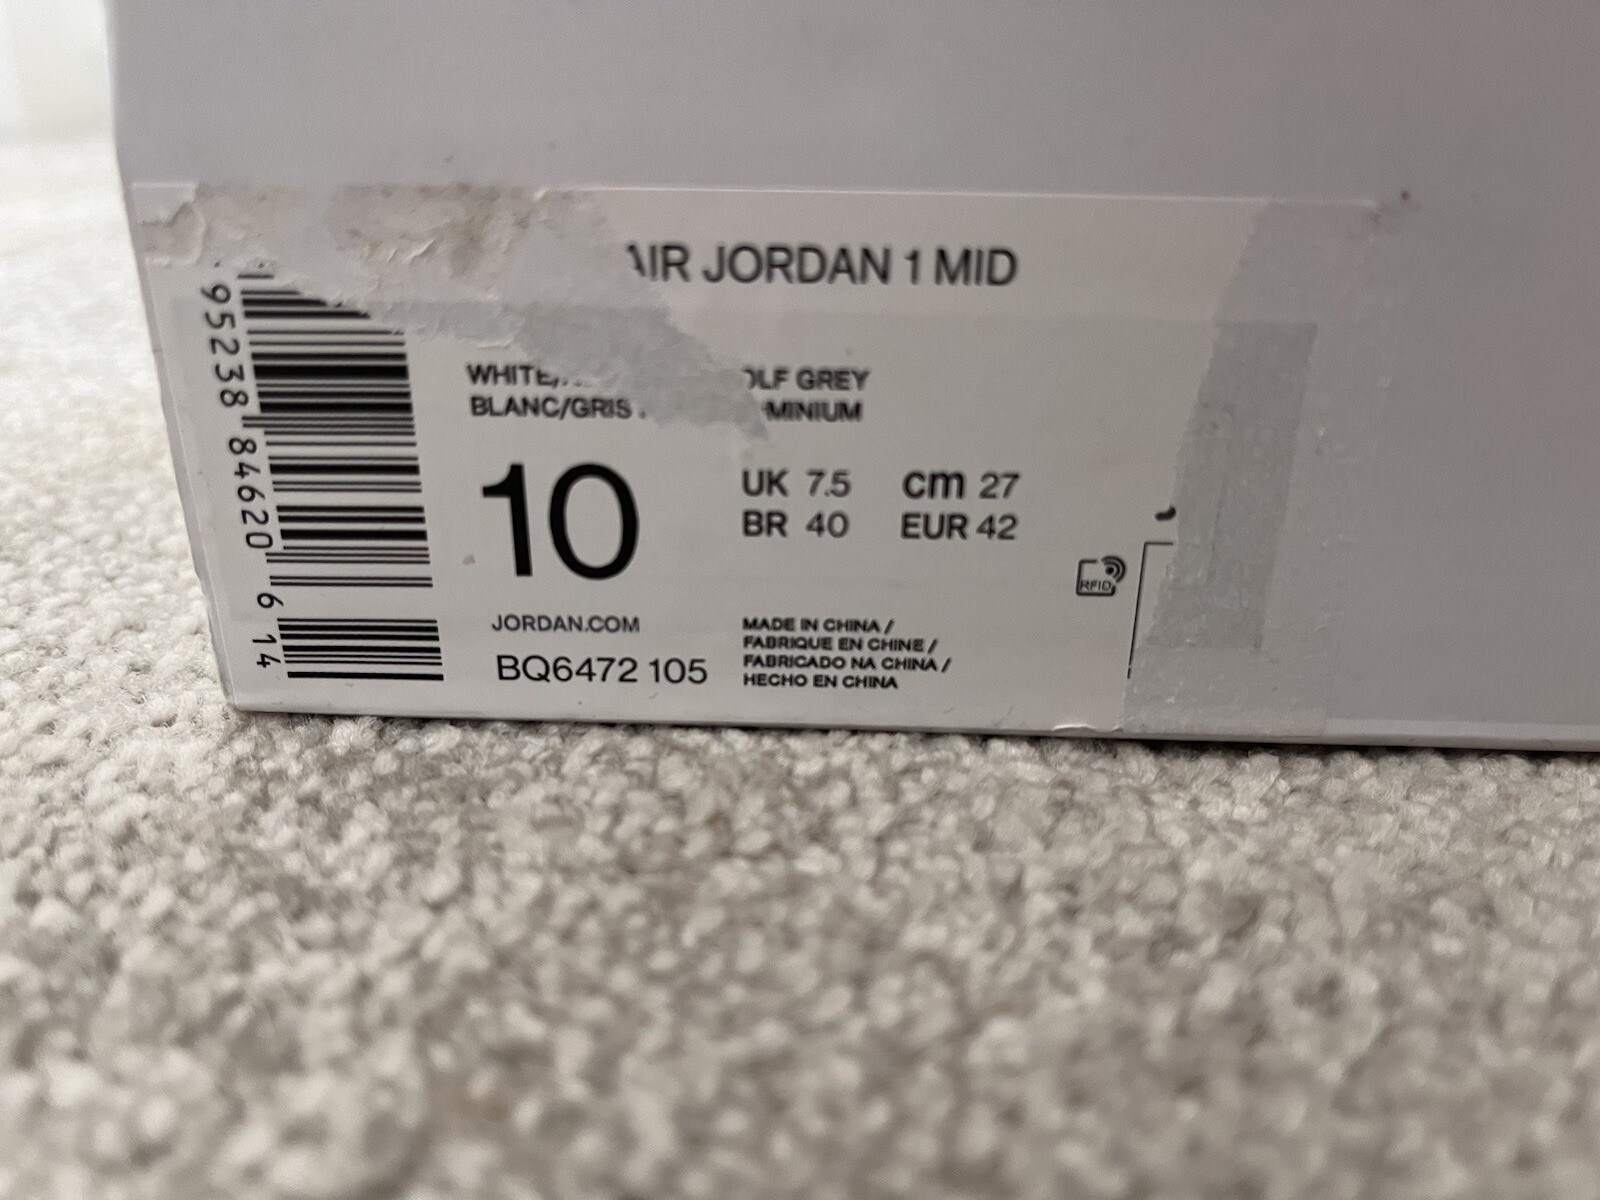 AIR JORDAN 1 MID
WHITE/ GREY
BLANC/GRIS
10
UK 7.5 cm 27
BR 40 EUR 42
RFID
JORDAN.COM
BQ6472 105
MADE IN CHINA /
FABRIQUE EN CHINE /
FABRICADO NA CHINA /
HECHO EN CHINA
95238 84620 6 14